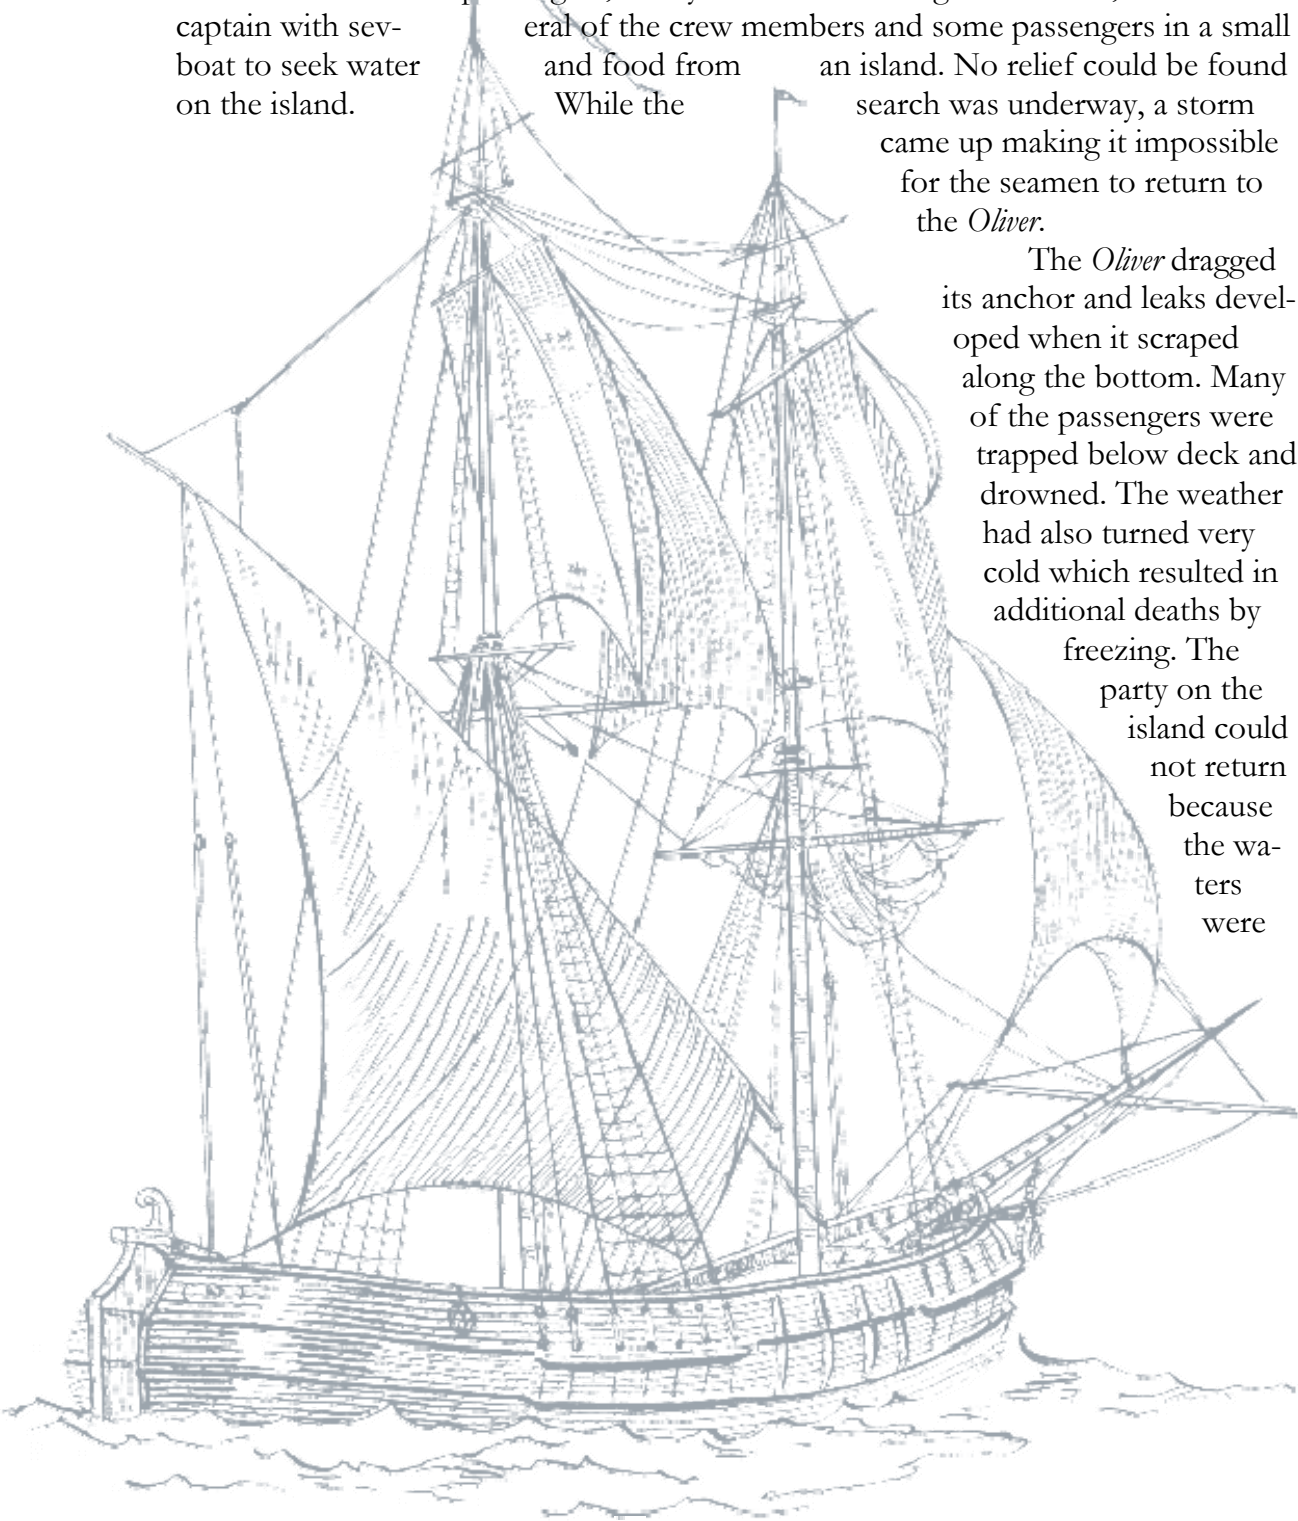 captain with sev- eral of the crew members and some passengers in a small
boat to seek water and food from an island. No relief could be found
on the island. While the search was underway, a storm
came up making it impossible
for the seamen to return to
the Oliver.
The Oliver dragged
its anchor and leaks devel-
oped when it scraped
along the bottom. Many
of the passengers were
trapped below deck and
drowned. The weather
had also turned very
cold which resulted in
additional deaths by
freezing. The
party on the
island could
not return
because
the wa-
ters
were